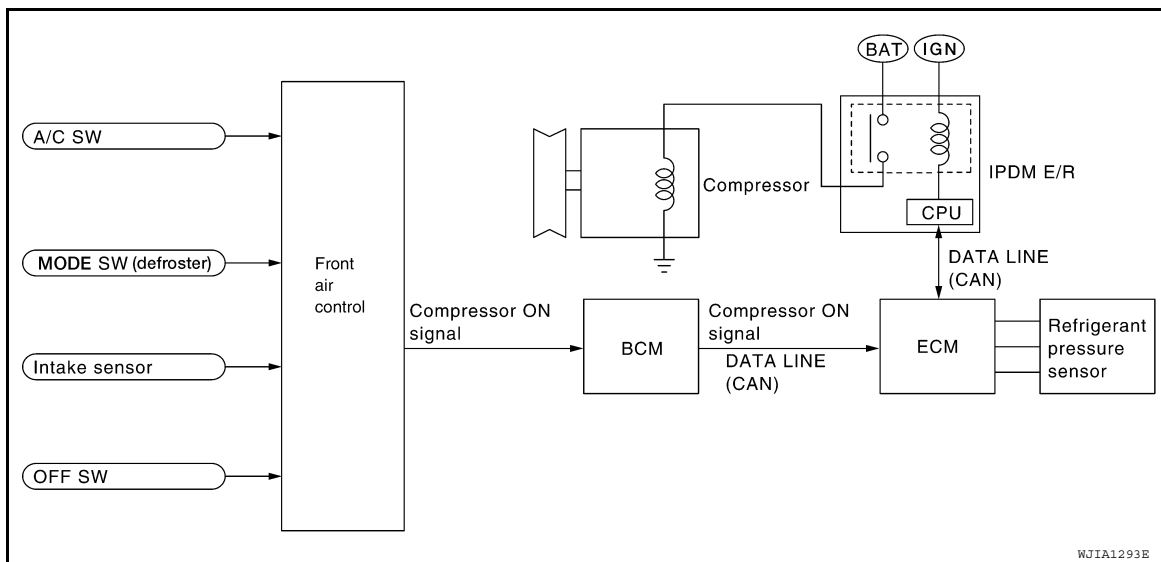 BAT
IGN
A/C SW
MODE SW (defroster)
Intake sensor
OFF SW
Front
air
control
Compressor
IPDM E/R
CPU
DATA LINE
(CAN)
Compressor ON
signal
BCM
Compressor ON
signal
DATA LINE
(CAN)
ECM
Refrigerant
pressure
sensor
WJIA1293E